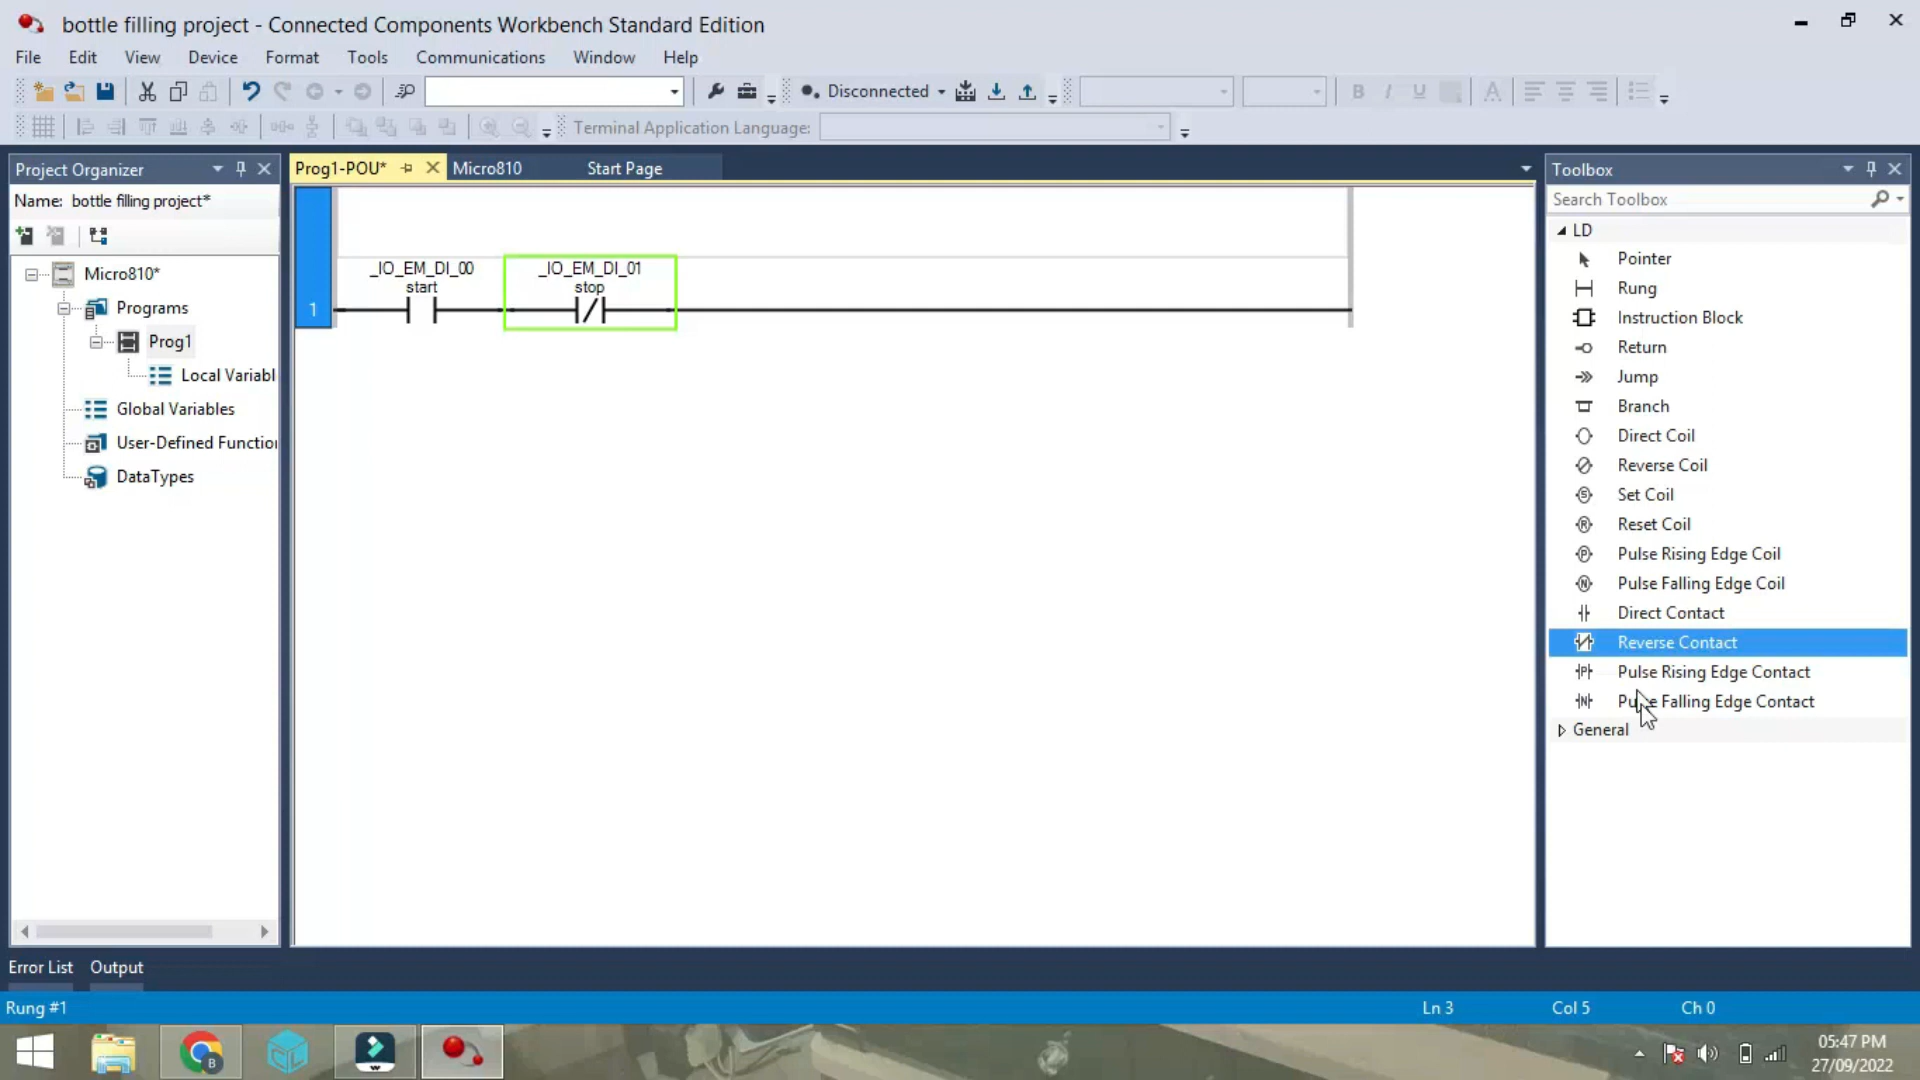 bottle filling project - Connected Components Workbench Standard Edition
File Edit View Device Format Tools Communications Window Help
Disconnected
Terminal Application Language:
Project Organizer
Name: bottle filling project*
Micro810*
Programs
Prog1
Local Variabl
Global Variables
User-Defined Function
DataTypes
Prog1-POU* Micro810 Start Page
_IO_EM_DI_00
start
_IO_EM_DI_01
stop
1
Toolbox
Search Toolbox
LD
Pointer
Rung
Instruction Block
Return
Jump
Branch
Direct Coil
Reverse Coil
Set Coil
Reset Coil
Pulse Rising Edge Coil
Pulse Falling Edge Coil
Direct Contact
Reverse Contact
Pulse Rising Edge Contact
Pulse Falling Edge Contact
General
Error List Output
Rung #1 Ln 3 Col 5 Ch 0
05:47 PM
27/09/2022